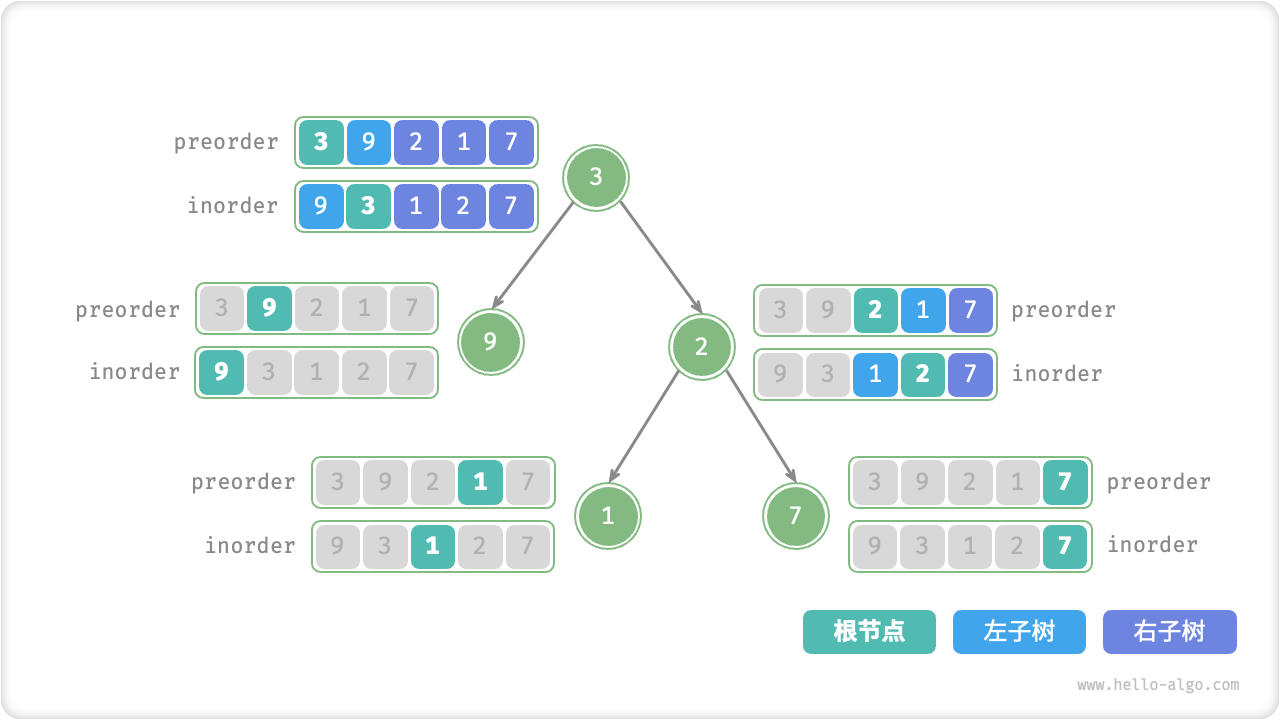 preorder 3 9 2 1 7
inorder 9 3 1 2 7
3
preorder 3 9 2 1 7
inorder 9 3 1 2 7
9
2
3 9 2 1 7 preorder
9 3 1 2 7 inorder
preorder 3 9 2 1 7
inorder 9 3 1 2 7
1
7
3 9 2 1 7 preorder
9 3 1 2 7 inorder
根节点 左子树 右子树
www.hello-algo.com